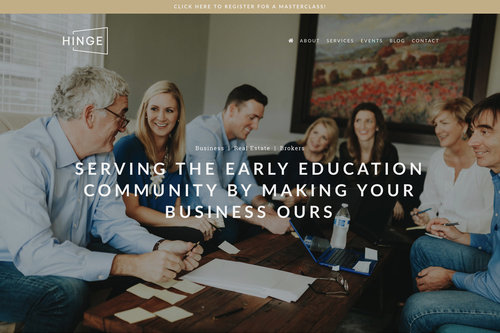 CLICK HERE TO REGISTER FOR A MASTERCLASS!
HINGE
ABOUT SERVICES EVENTS BLOG CONTACT
Business | Real Estate | Brokers
SERVING THE EARLY EDUCATION
COMMUNITY BY MAKING YOUR
BUSINESS OURS